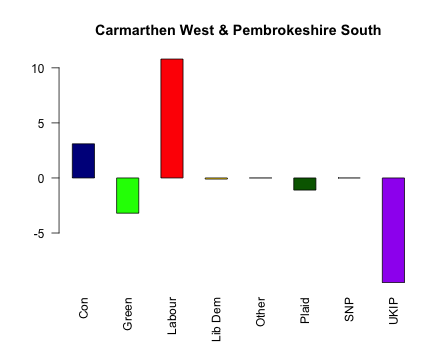 Carmarthen West & Pembrokeshire South
10
5
0
-5
Con
Green
Labour
Lib Dem
Other
Plaid
SNP
UKIP